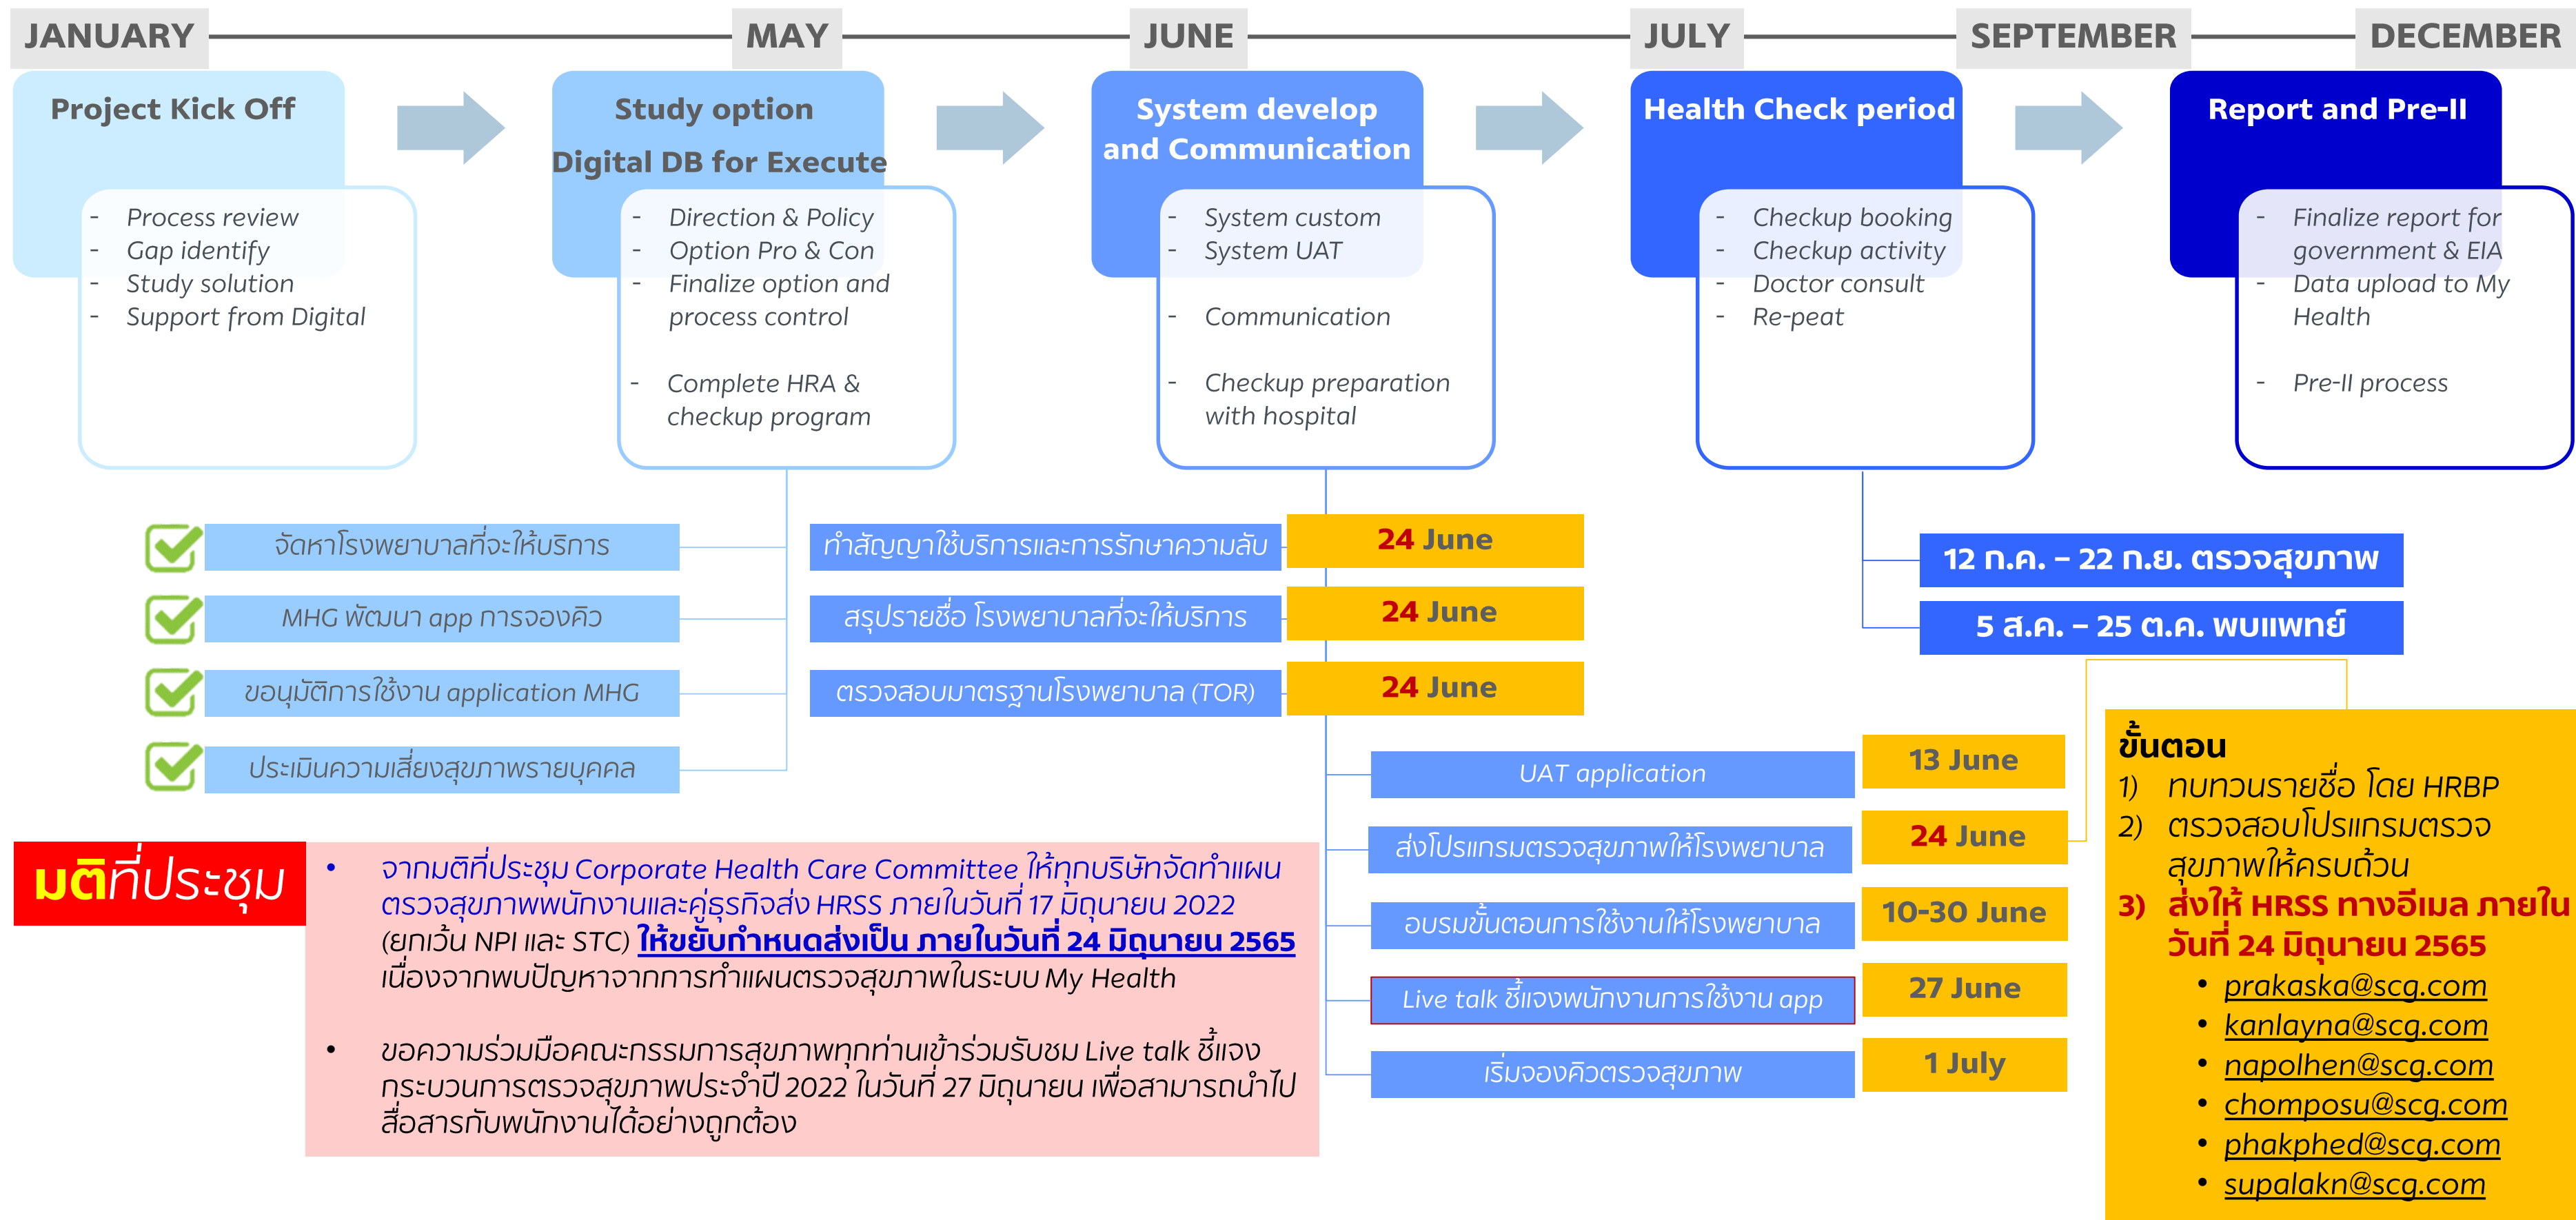 JANUARY
MAY
JUNE
JULY
SEPTEMBER
DECEMBER
Project Kick Off
- Process review
- Gap identify
- Study solution
- Support from Digital
Study option
Digital DB for Execute
- Direction & Policy
- Option Pro & Con
- Finalize option and
process control
- Complete HRA &
checkup program
System develop
and Communication
- System custom
- System UAT
- Communication
- Checkup preparation
with hospital
Health Check period
- Checkup booking
- Checkup activity
- Doctor consult
- Re-peat
Report and Pre-II
- Finalize report for
government & EIA
- Data upload to My
Health
- Pre-II process
จัดหาโรงพยาบาลที่จะให้บริการ
MHG พัฒนา app การจองคิว
ขอนุมัติการใช้งาน application MHG
ประเมินความเสี่ยงสุขภาพรายบุคคล
ทำสัญญาใช้บริการและการรักษาความลับ
24 June
สรุปรายชื่อ โรงพยาบาลที่จะให้บริการ
24 June
ตรวจสอบมาตรฐานโรงพยาบาล (TOR)
24 June
UAT application
13 June
ส่งโปรแกรมตรวจสุขภาพให้โรงพยาบาล
24 June
อบรมขั้นตอนการใช้งานให้โรงพยาบาล
10-30 June
Live talk ชี้แจงพนักงานการใช้งาน app
27 June
เริ่มจองคิวตรวจสุขภาพ
1 July
12 ก.ค. – 22 ก.ย. ตรวจสุขภาพ
5 ส.ค. – 25 ต.ค. พบแพทย์
ขั้นตอน
1) ทบทวนรายชื่อ โดย HRBP
2) ตรวจสอบโปรแกรมตรวจ
สุขภาพให้ครบถ้วน
3) ส่งให้ HRSS ทางอีเมล ภายใน
วันที่ 24 มิถุนายน 2565
• prakaska@scg.com
• kanlayna@scg.com
• napolhen@scg.com
• chomposu@scg.com
• phakphed@scg.com
• supalakn@scg.com
มติที่ประชุม
• จากมติที่ประชุม Corporate Health Care Committee ให้ทุกบริษัทจัดทำแผน
ตรวจสุขภาพพนักงานและคู่ธุรกิจส่ง HRSS ภายในวันที่ 17 มิถุนายน 2022
(ยกเว้น NPI และ STC) ให้ขยับกำหนดส่งเป็น ภายในวันที่ 24 มิถุนายน 2565
เนื่องจากพบปัญหาจากการทำแผนตรวจสุขภาพในระบบ My Health
• ขอความร่วมมือคณะกรรมการสุขภาพทุกท่านเข้าร่วมรับชม Live talk ชี้แจง
กระบวนการตรวจสุขภาพประจำปี 2022 ในวันที่ 27 มิถุนายน เพื่อสามารถนำไป
สื่อสารกับพนักงานได้อย่างถูกต้อง